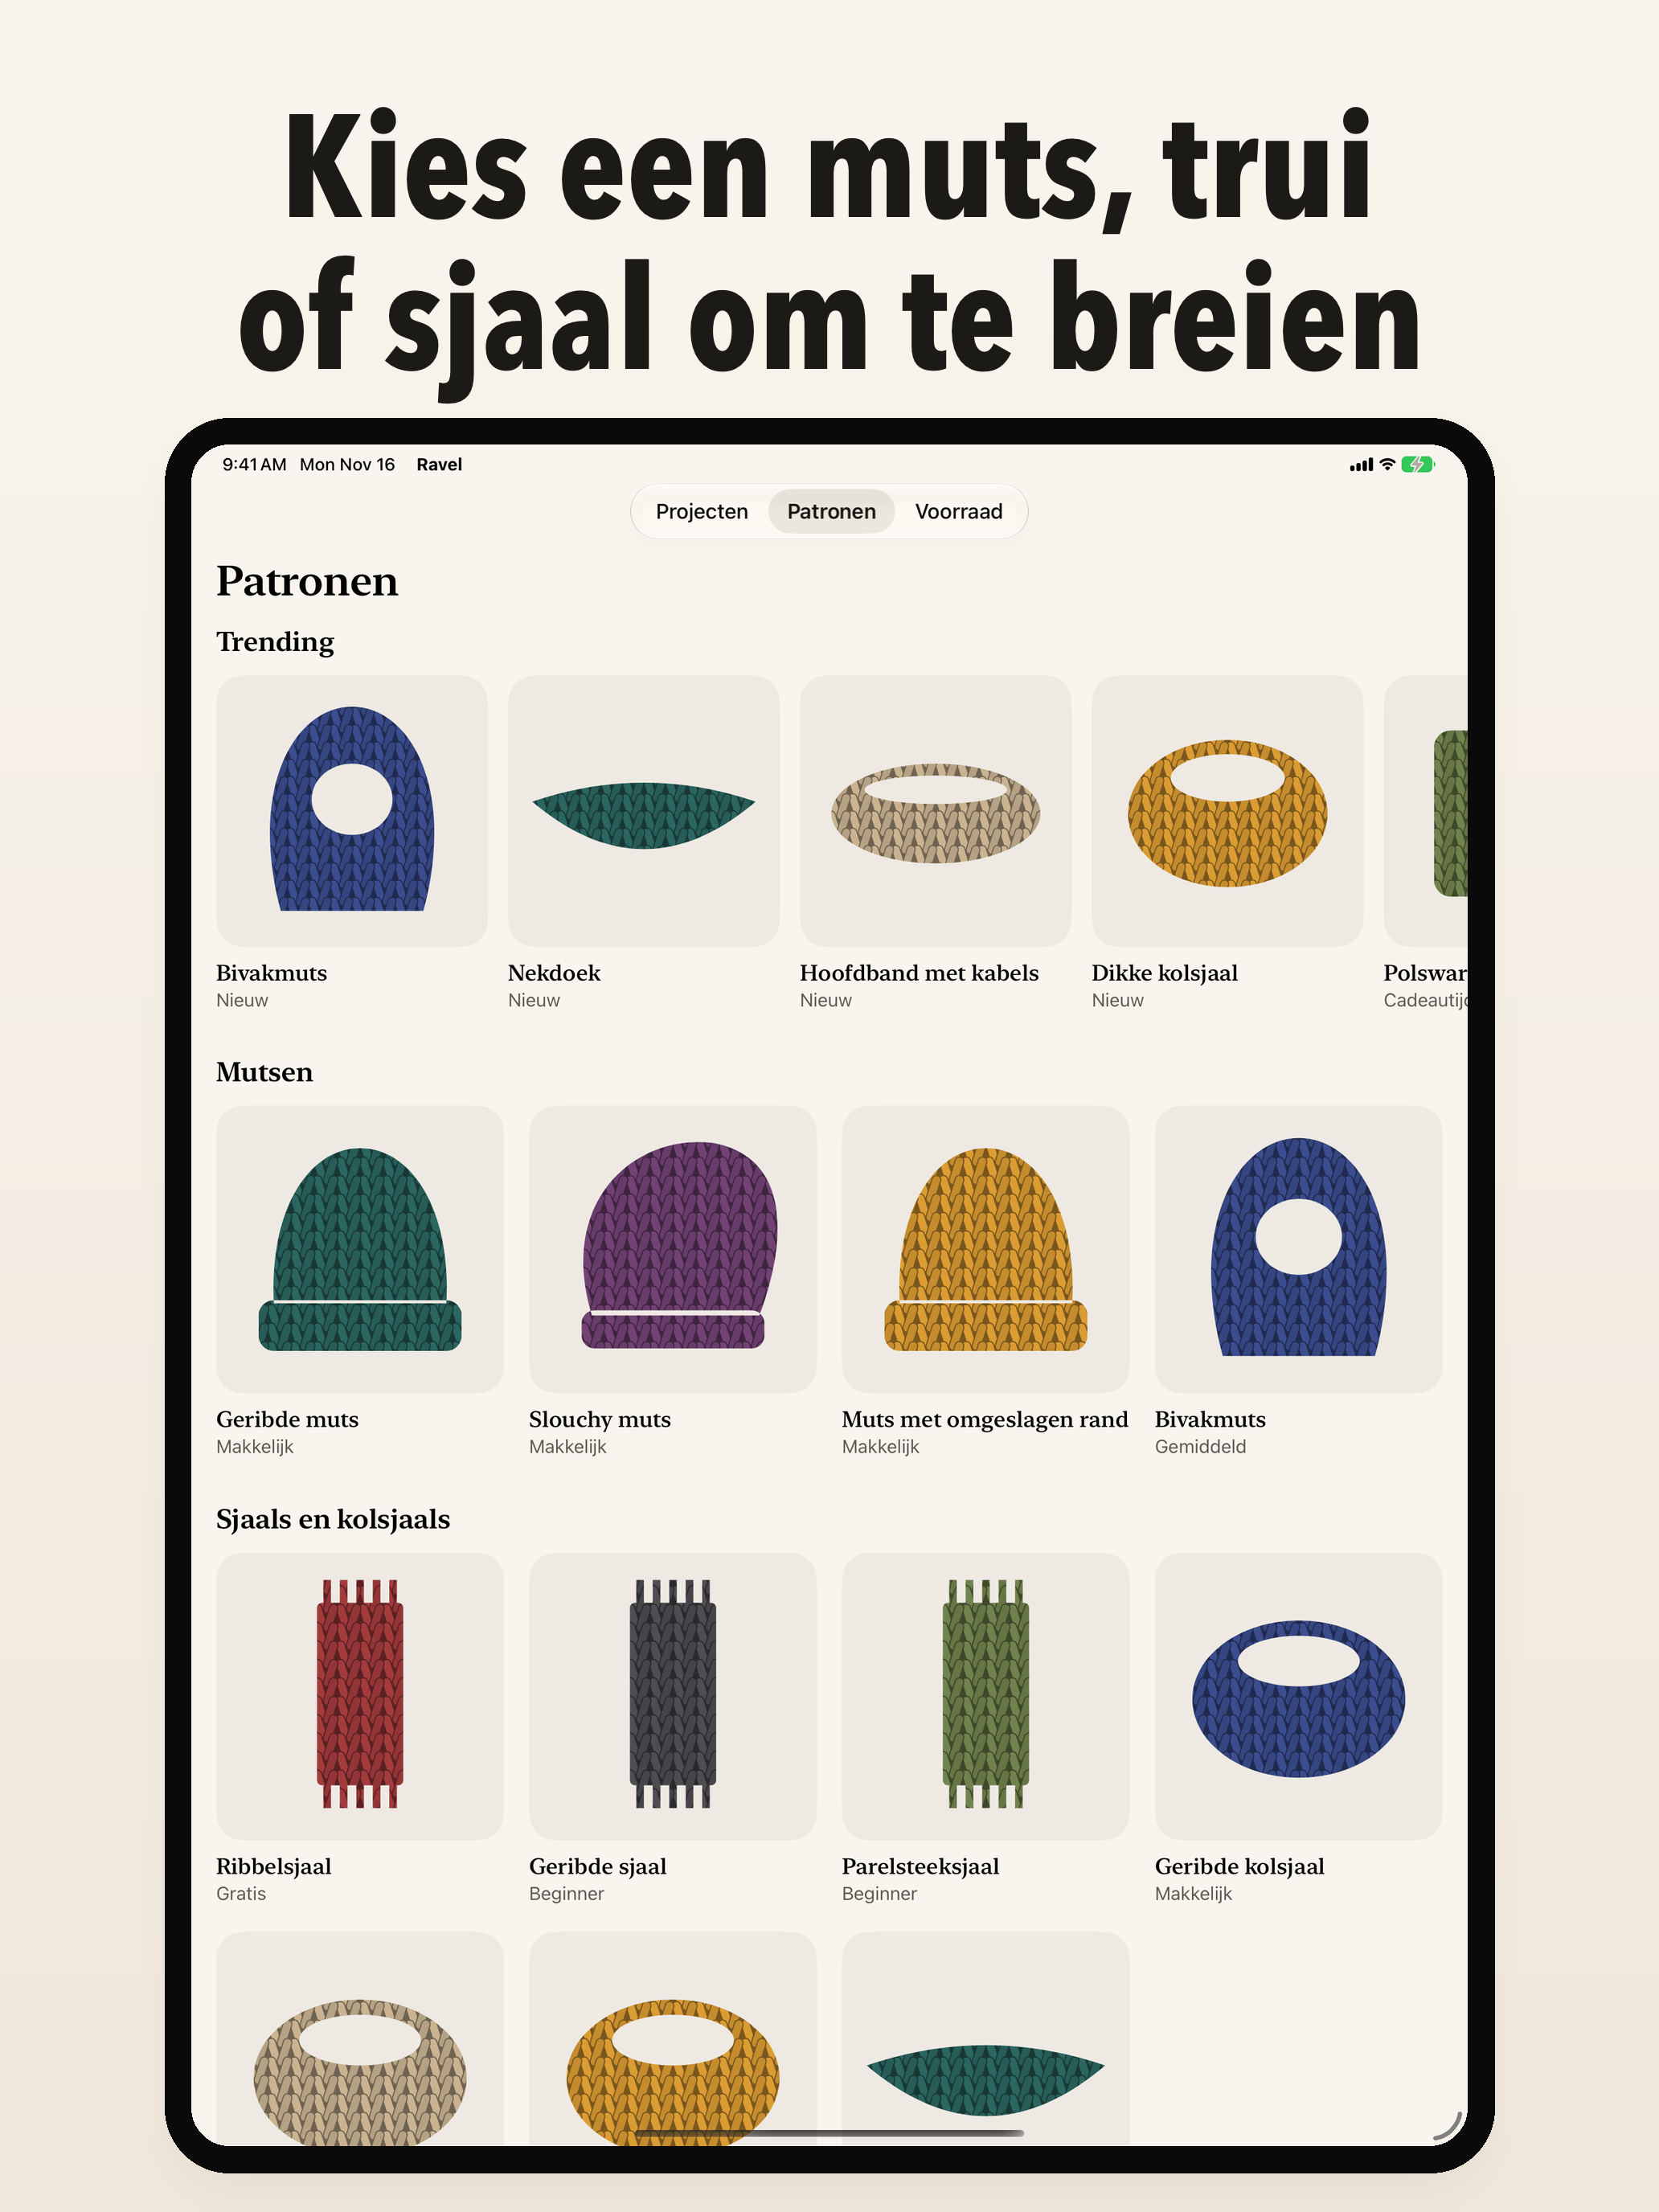 Kies een muts, trui
of sjaal om te breien
9:41 AM Mon Nov 16 Ravel
Projecten Patronen Voorraad
Patronen
Trending
Bivakmuts
Nieuw
Nekdoek
Nieuw
Hoofdband met kabels
Nieuw
Dikke kolsjaal
Nieuw
Mutsen
Geribde muts
Makkelijk
Slouchy muts
Makkelijk
Muts met omgeslagen rand
Makkelijk
Bivakmuts
Gemiddeld
Sjaals en kolsjaals
Ribbelsjaal
Gratis
Geribde sjaal
Beginner
Parelsteeksjaal
Beginner
Geribde kolsjaal
Makkelijk